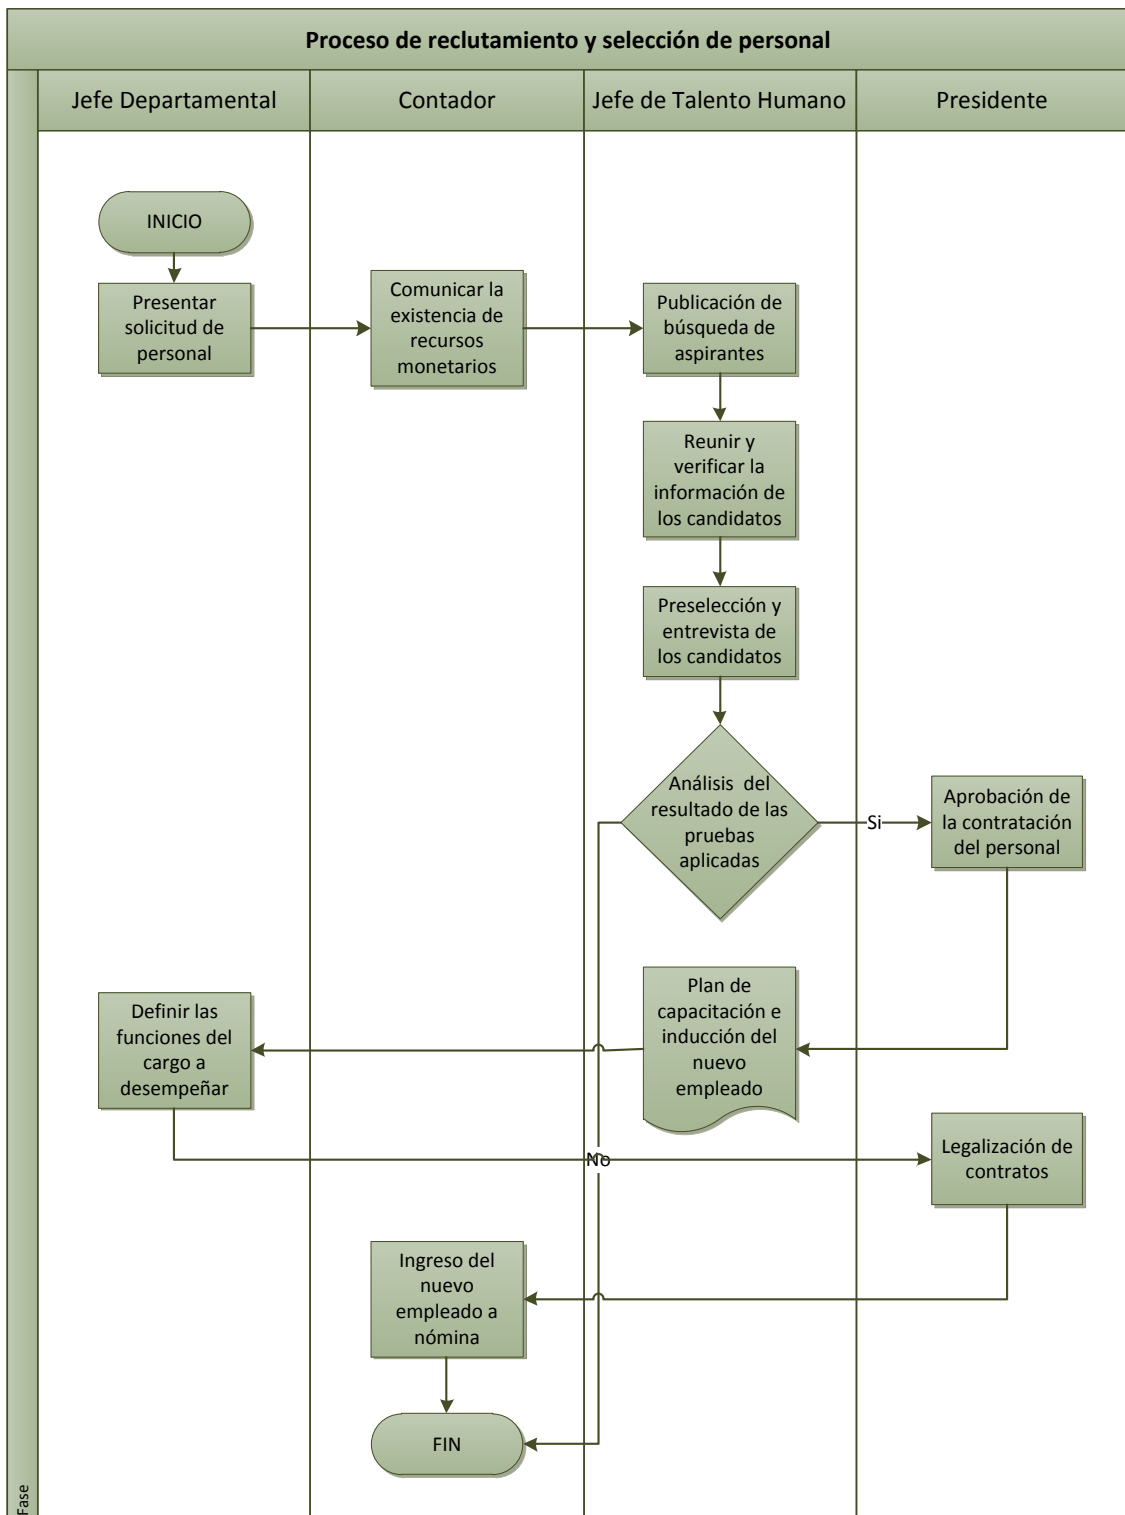 Proceso de reclutamiento y selección de personal
Jefe Departamental
Contador
Jefe de Talento Humano
Presidente
INICIO
Presentar
solicitud de
personal
Comunicar la
existencia de
recursos
monetarios
Publicación de
búsqueda de
aspirantes
Reunir y
verificar la
información de
los candidatos
Preselección y
entrevista de
los candidatos
Análisis del
resultado de las
pruebas
aplicadas
Si
Aprobación de
la contratación
del personal
Plan de
capacitación e
inducción del
nuevo
empleado
Definir las
funciones del
cargo a
desempeñar
No
Legalización de
contratos
Ingreso del
nuevo
empleado a
nómina
FIN
Fase